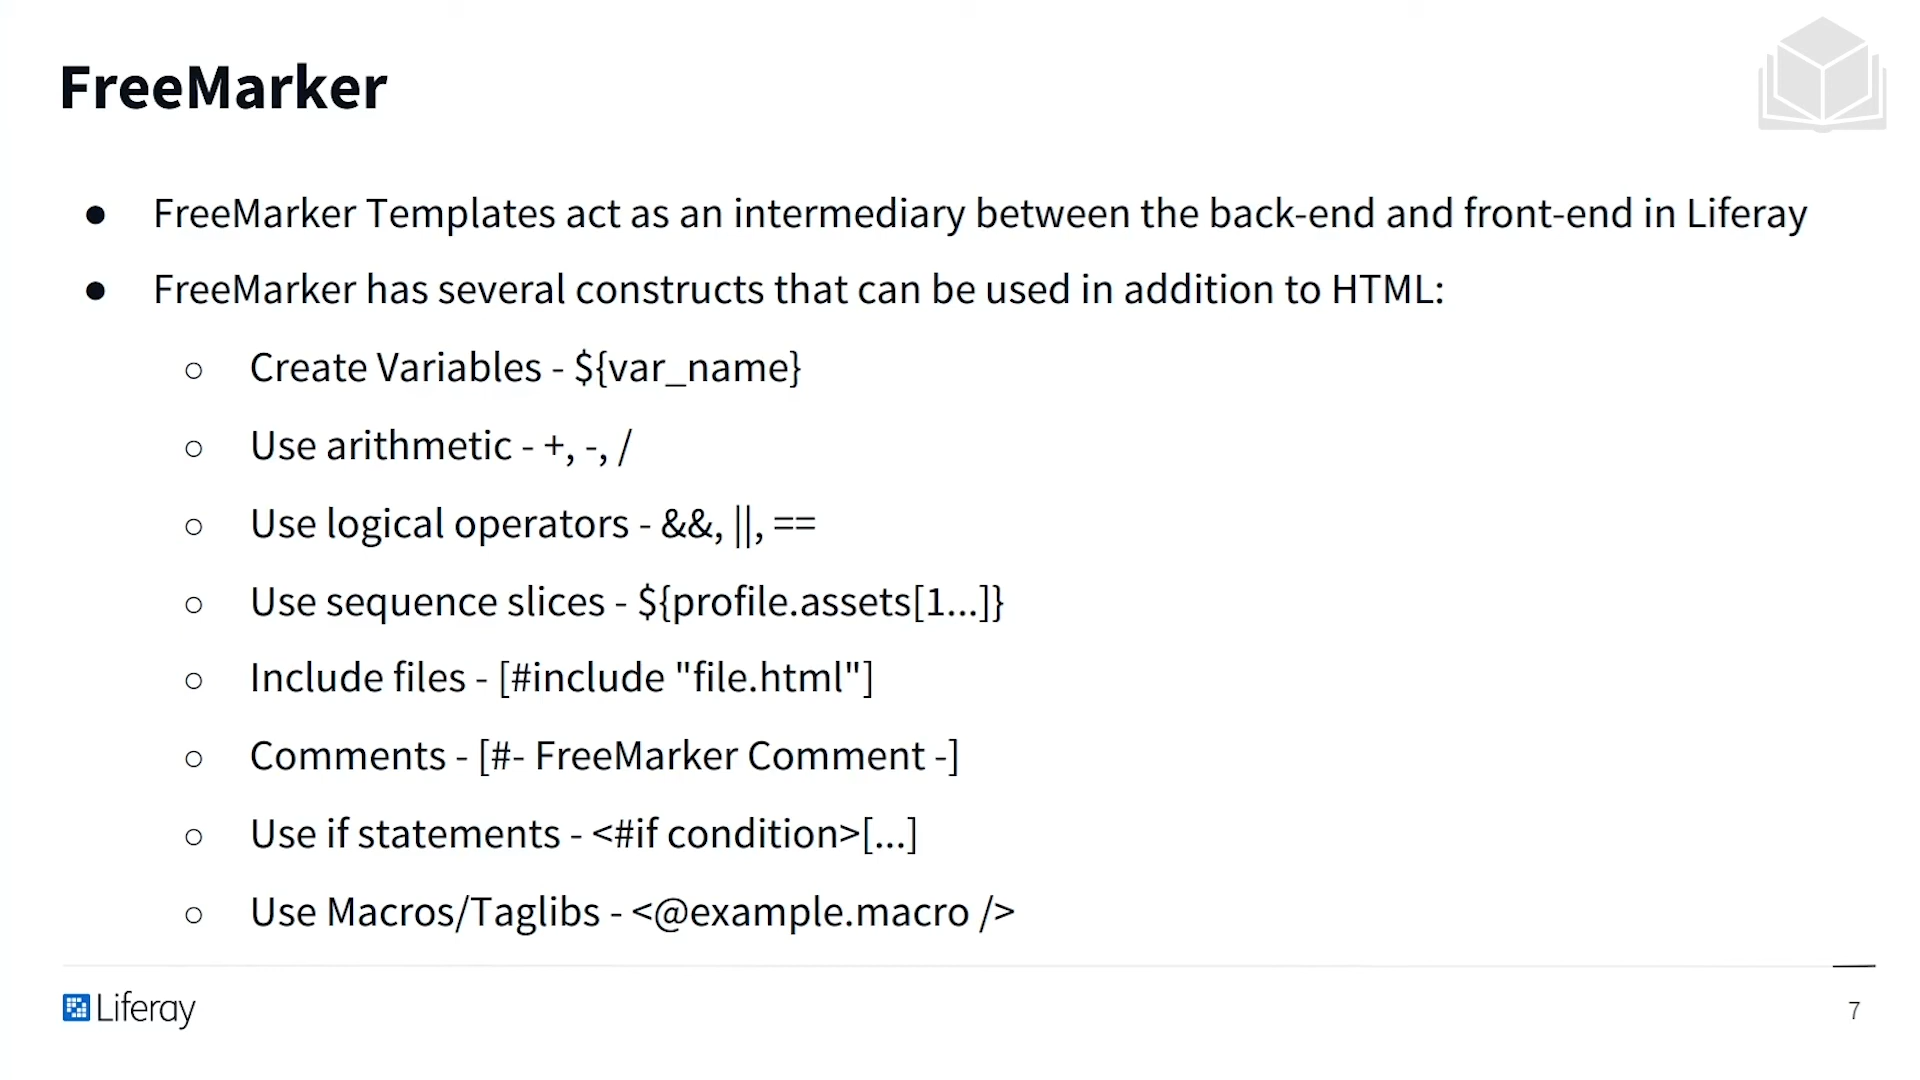 FreeMarker
● FreeMarker Templates act as an intermediary between the back-end and front-end in Liferay
● FreeMarker has several constructs that can be used in addition to HTML:
○ Create Variables - ${var_name}
○ Use arithmetic - +, -, /
○ Use logical operators - &&, ||, ==
○ Use sequence slices - ${profile.assets[1...]}
○ Include files - [#include "file.html"]
○ Comments - [#- FreeMarker Comment -]
○ Use if statements - <#if condition>[...]
○ Use Macros/Taglibs - <@example.macro />
Liferay
7